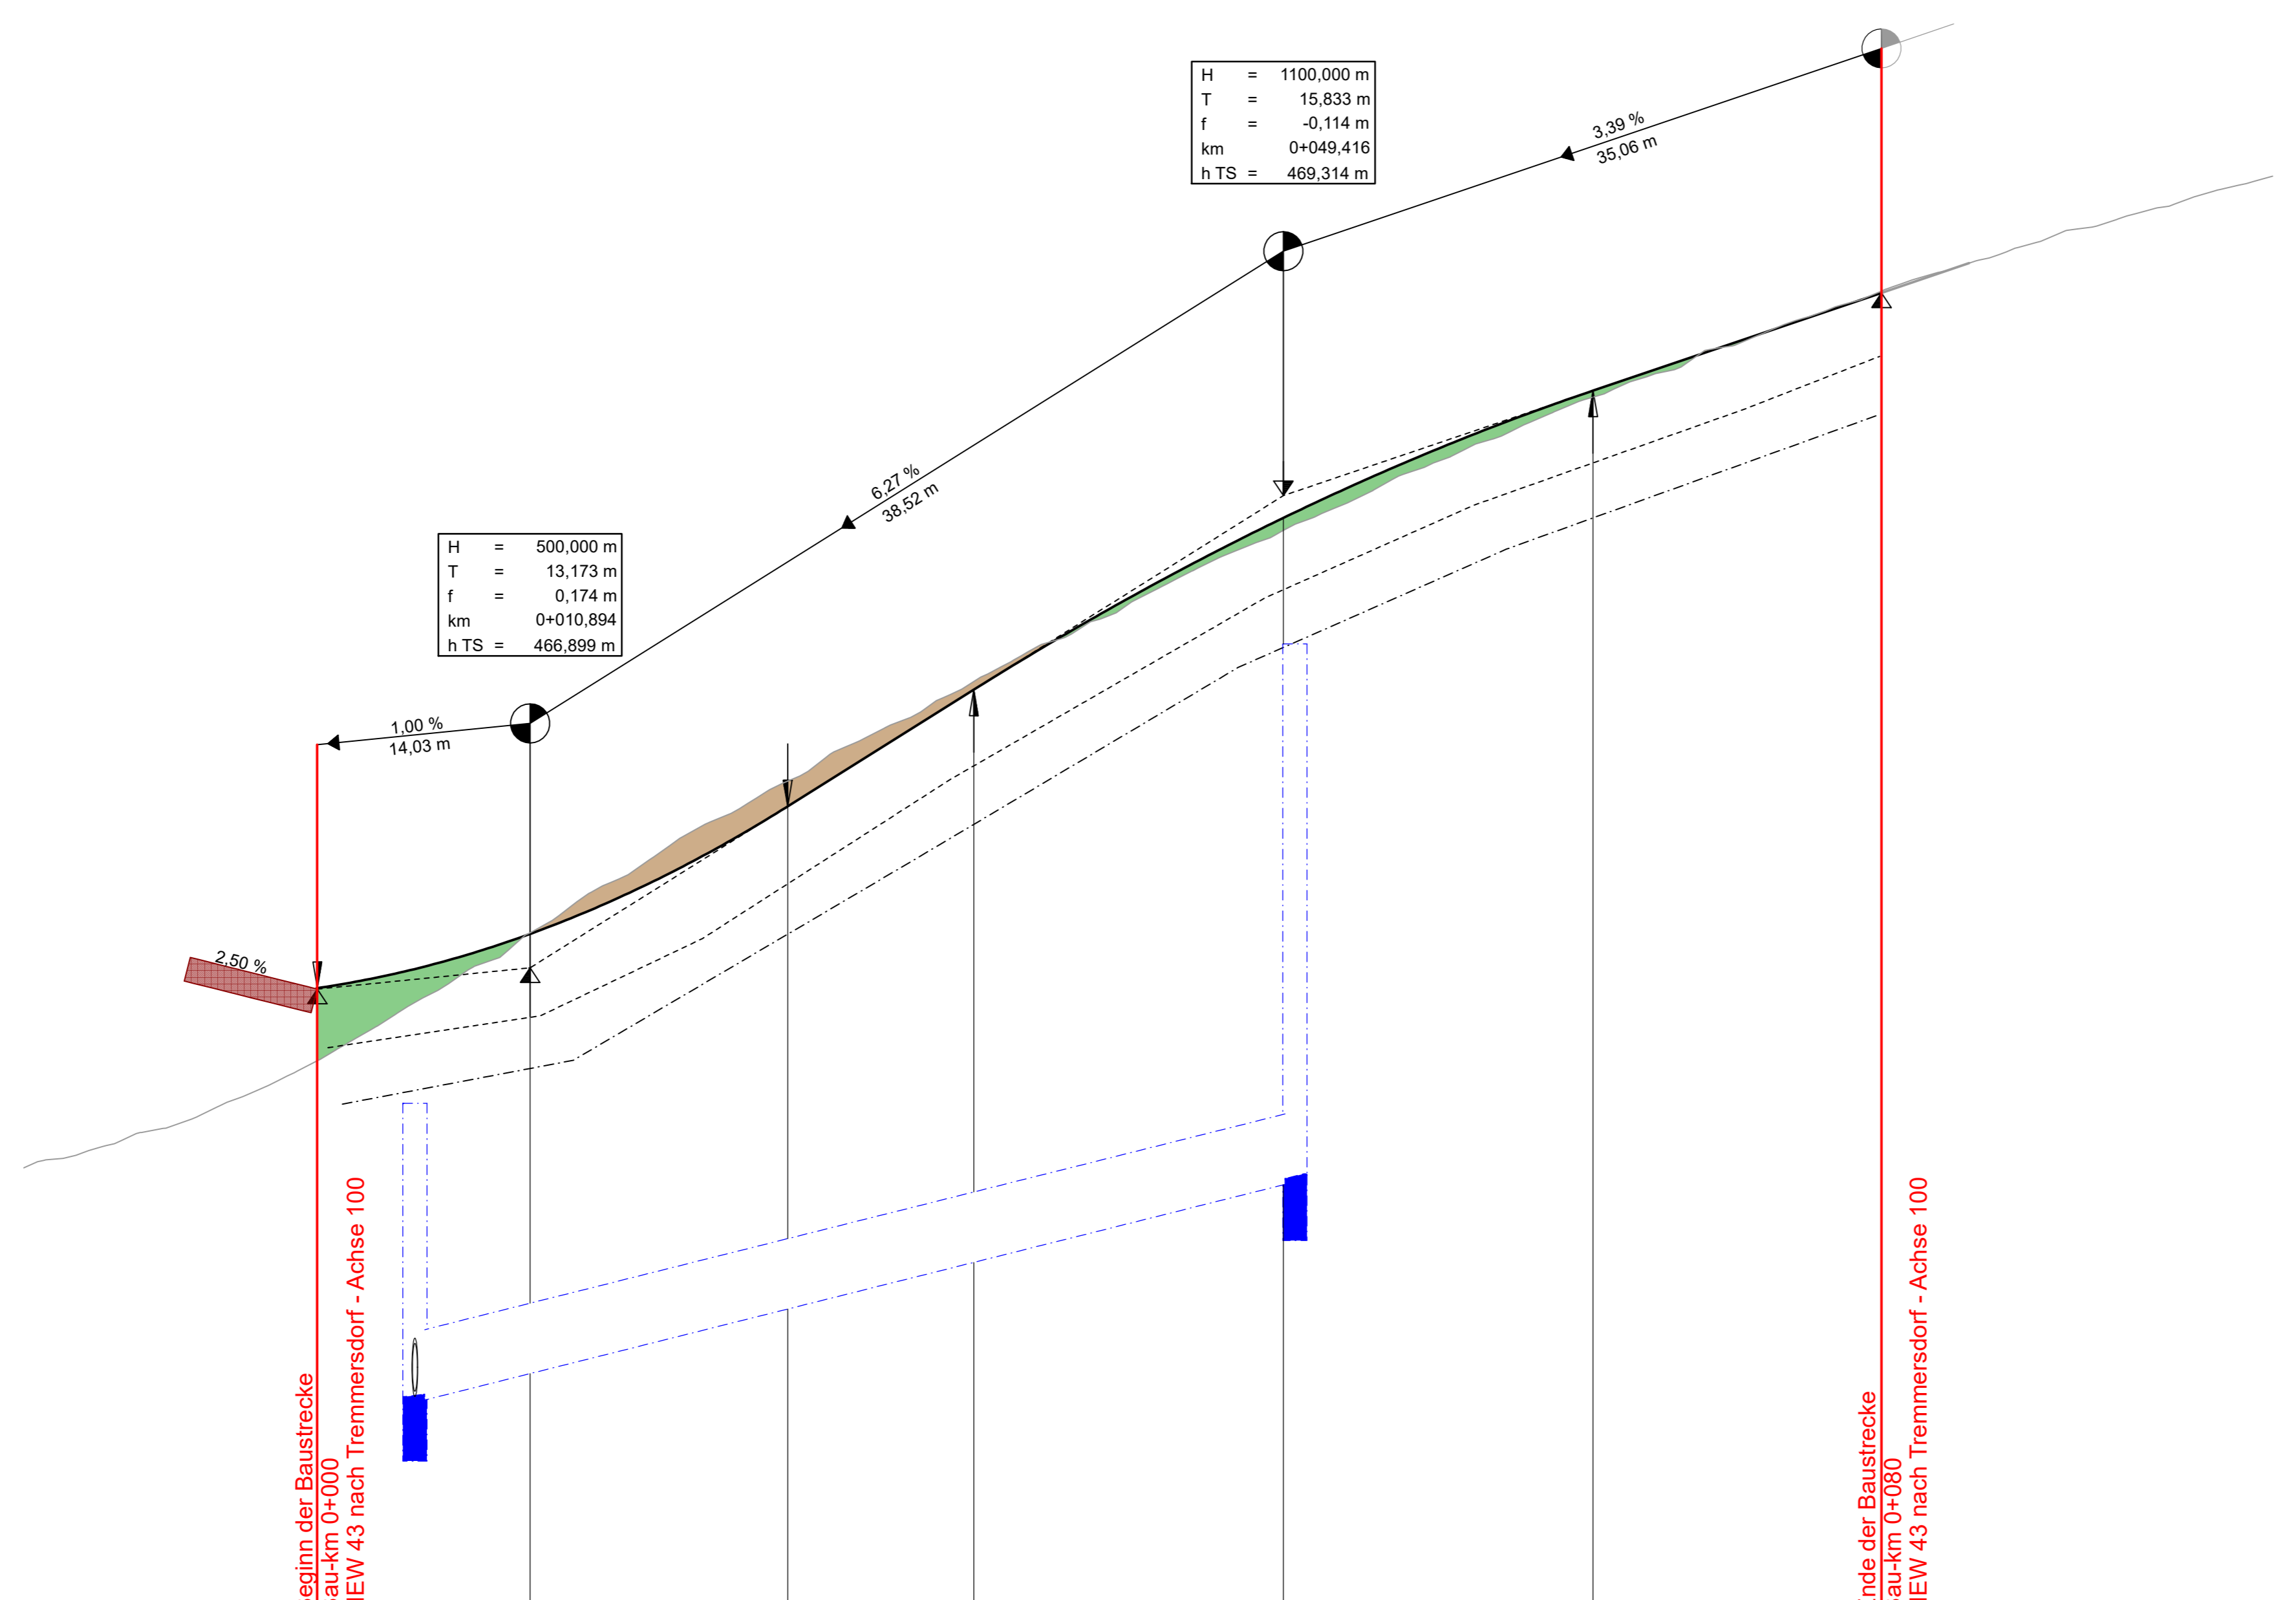 H = 1100,000 m
T = 15,833 m
f = -0,114 m
km 0+049,416
h TS = 469,314 m
3,39 %
35,06 m
6,27 %
38,52 m
H = 500,000 m
T = 13,173 m
f = 0,174 m
km 0+010,894
h TS = 466,899 m
1,00 %
14,03 m
2,50 %
eginn der Baustrecke
au-km 0+000
NEW 43 nach Tremmersdorf - Achse 100
nde der Baustrecke
au-km 0+080
NEW 43 nach Tremmersdorf - Achse 100